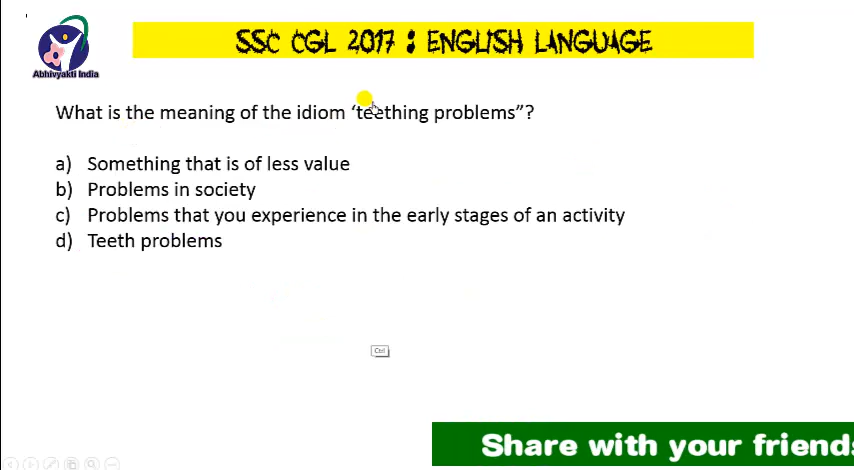 SSC CGL 2017 : ENGLISH LANGUAGE
Abhivyakti India
What is the meaning of the idiom ‘teething problems”?
a) Something that is of less value
b) Problems in society
c) Problems that you experience in the early stages of an activity
d) Teeth problems
Ctrl
Share with your friends